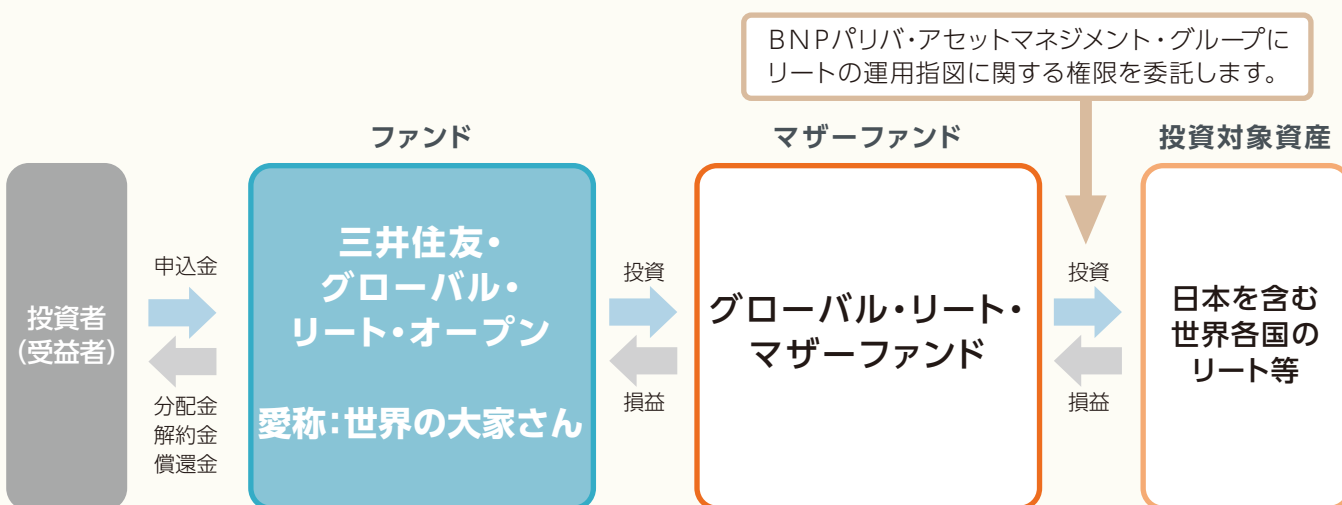 BNPパリバ・アセットマネジメント・グループに
リートの運用指図に関する権限を委託します。
ファンド
マザーファンド
投資対象資産
投資者
(受益者)
申込金
分配金
解約金
償還金
三井住友・
グローバル・
リート・オープン
愛称:世界の大家さん
投資
損益
グローバル・リート・
マザーファンド
投資
損益
日本を含む
世界各国の
リート等